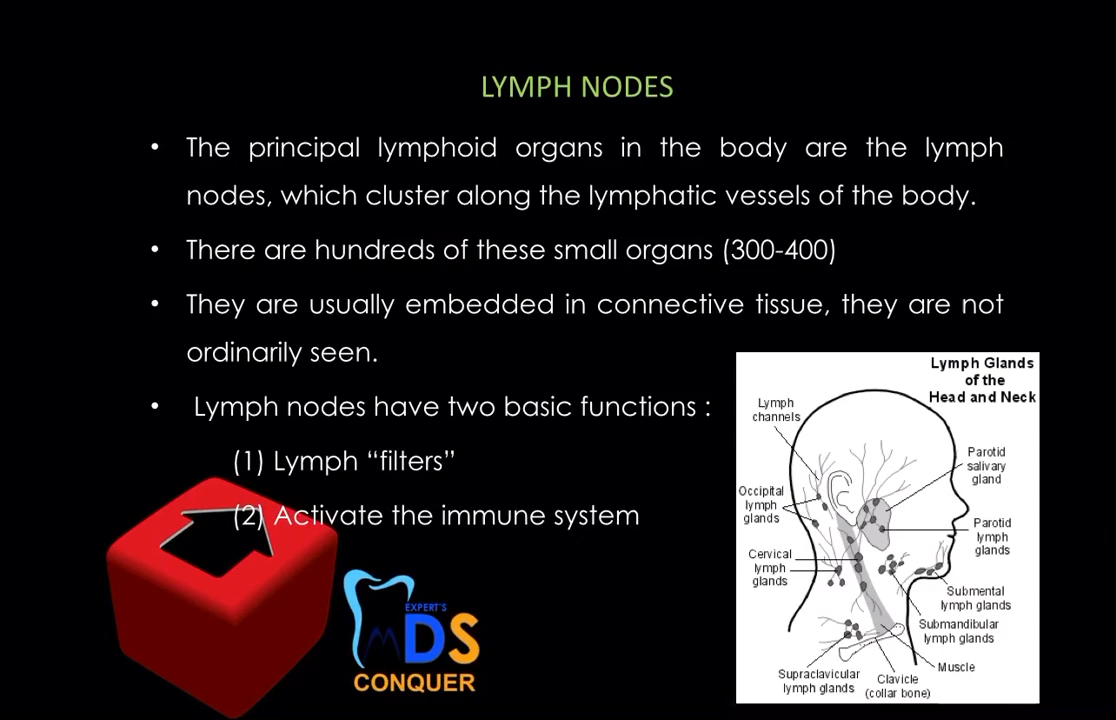 LYMPH NODES
• The principal lymphoid organs in the body are the lymph
nodes, which cluster along the lymphatic vessels of the body.
• There are hundreds of these small organs (300-400)
• They are usually embedded in connective tissue, they are not
ordinarily seen.
• Lymph nodes have two basic functions :
(1) Lymph “filters”
(2) Activate the immune system
EXPERT'S
MDS
CONQUER
Lymph Glands
of the
Head and Neck
Lymph
channels
Parotid
salivary
gland
Occipital
lymph
glands
Parotid
lymph
glands
Cervical
lymph
glands
Submental
lymph glands
Submandibular
lymph glands
Muscle
Supraclavicular
lymph glands
Clavicle
(collar bone)